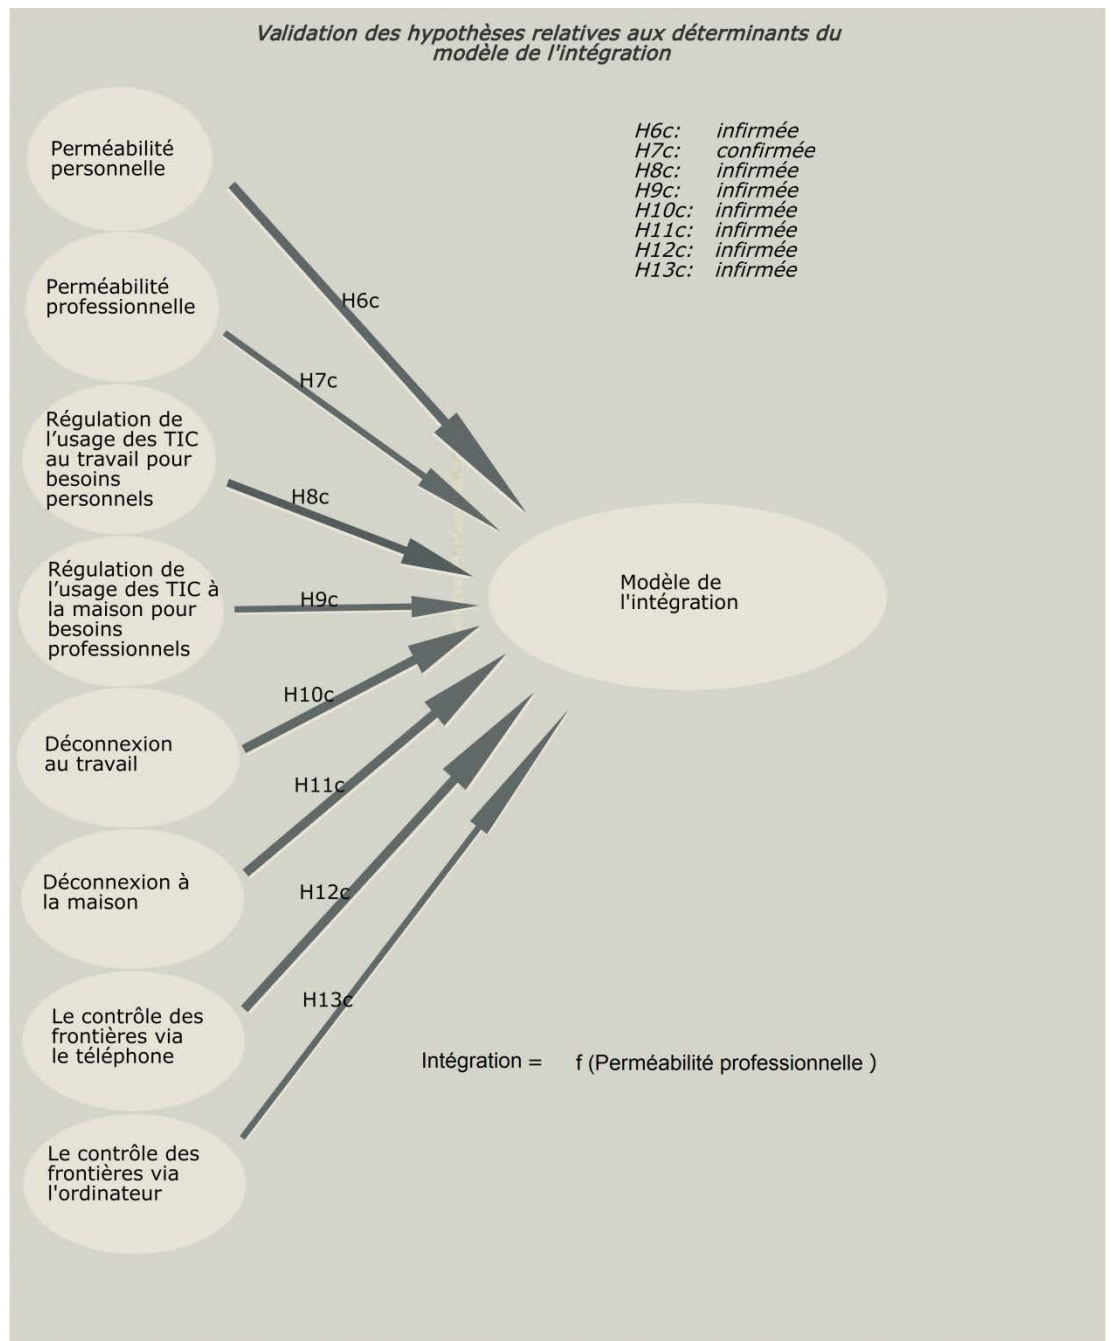 Validation des hypothèses relatives aux déterminants du
modèle de l'intégration
H6c: infirmée
H7c: confirmée
H8c: infirmée
H9c: infirmée
H10c: infirmée
H11c: infirmée
H12c: infirmée
H13c: infirmée
Perméabilité
personnelle
H6c
Perméabilité
professionnelle
H7c
Régulation de
l’usage des TIC
au travail pour
besoins
personnels
H8c
Régulation de
l’usage des TIC à
la maison pour
besoins
professionnels
H9c
Modèle de
l'intégration
Déconnexion
au travail
H10c
Déconnexion à
la maison
H11c
Le contrôle des
frontières via
le téléphone
H12c
Le contrôle des
frontières via
l'ordinateur
H13c
Intégration = f (Perméabilité professionnelle )